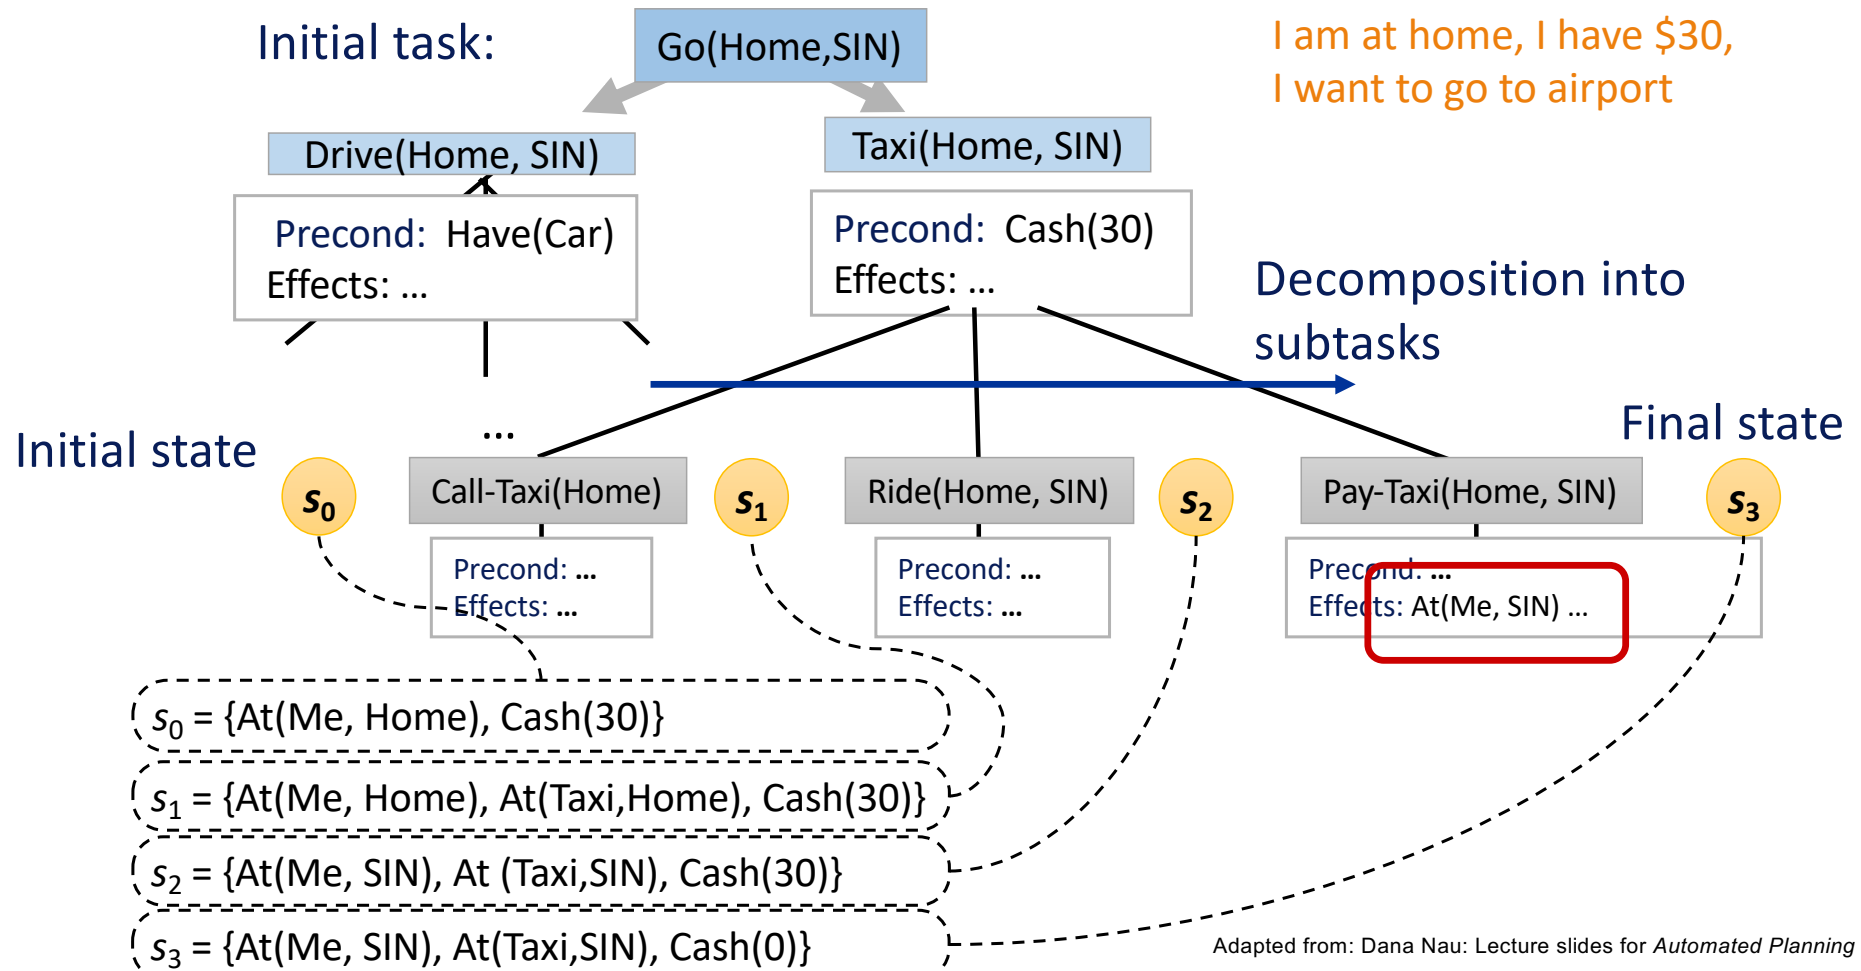 Initial task:
Go(Home,SIN)
I am at home, I have $30,
I want to go to airport
Drive(Home, SIN)
Taxi(Home, SIN)
Precond: Have(Car)
Effects: ...
Precond: Cash(30)
Effects: ...
Decomposition into
subtasks
...
Initial state
Final state
s0
Call-Taxi(Home)
s1
Ride(Home, SIN)
s2
Pay-Taxi(Home, SIN)
s3
Precond: ...
Effects: ...
Precond: ...
Effects: ...
Precond: ...
Effects: At(Me, SIN) ...
s0 = {At(Me, Home), Cash(30)}
s1 = {At(Me, Home), At(Taxi,Home), Cash(30)}
s2 = {At(Me, SIN), At (Taxi,SIN), Cash(30)}
s3 = {At(Me, SIN), At(Taxi,SIN), Cash(0)}
Adapted from: Dana Nau: Lecture slides for Automated Planning